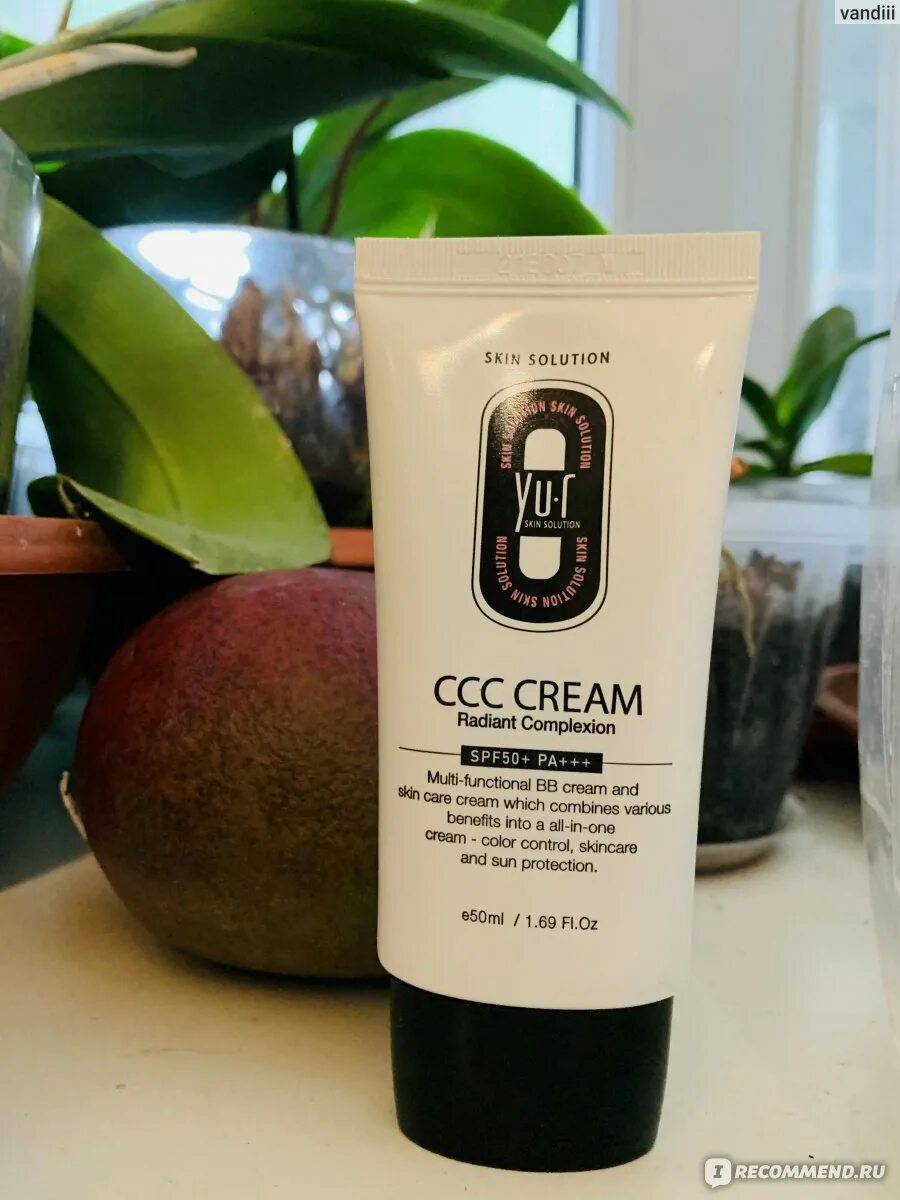 vandiii
SKIN SOLUTION
SKIN SOLUTION SKIN SOLUTION
yu·r
SKIN SOLUTION
SKIN SOLUTION SKIN SOLUTION
CCC CREAM
Radiant Complexion
SPF50+ PA+++
Multi-functional BB cream and
skin care cream which combines various
benefits into a all-in-one
cream - color control, skincare
and sun protection.
e50ml / 1.69 Fl.Oz
IRECOMMEND.RU